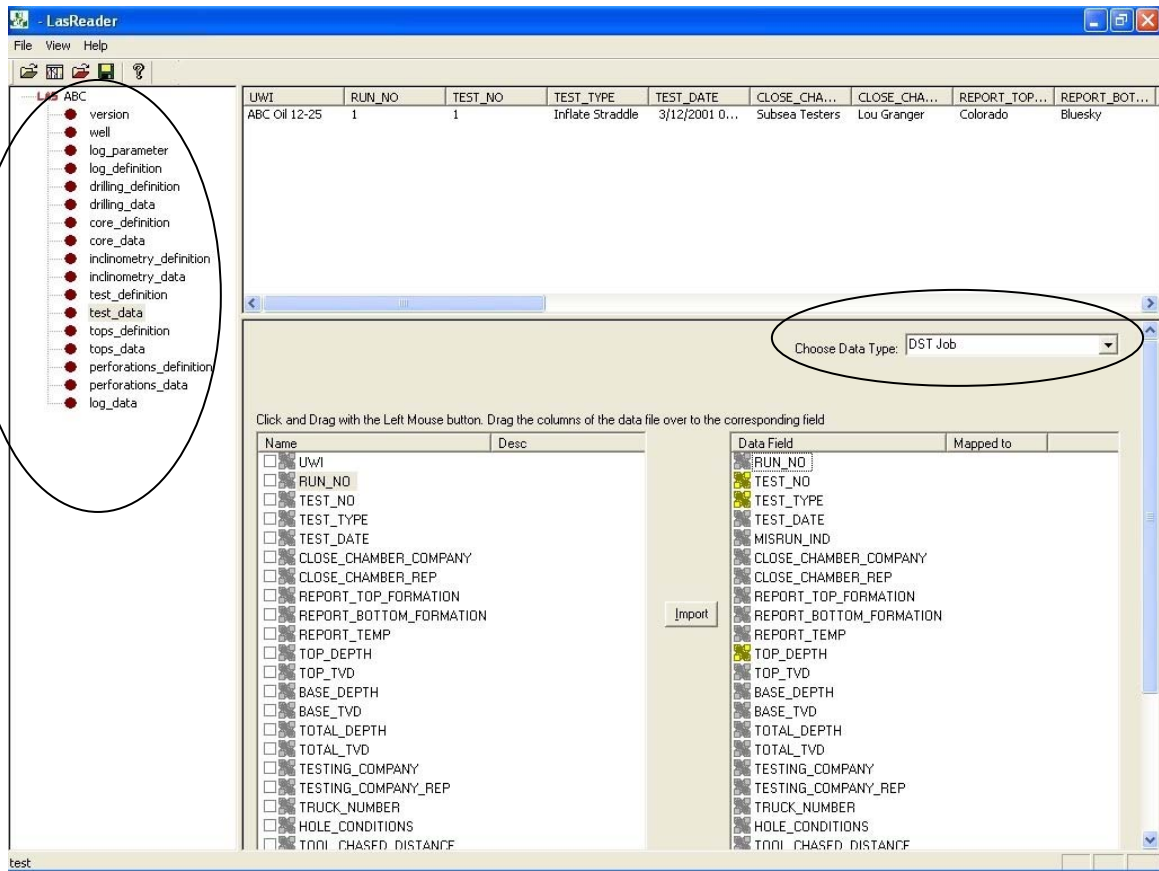 - LasReader
File View Help
LAS ABC
version
well
log_parameter
log_definition
drilling_definition
drilling_data
core_definition
core_data
inclinometry_definition
inclinometry_data
test_definition
test_data
tops_definition
tops_data
perforations_definition
perforations_data
log_data
UWI RUN_NO TEST_NO TEST_TYPE TEST_DATE CLOSE_CHA... CLOSE_CHA... REPORT_TOP... REPORT_BOT...
ABC Oil 12-25 1 1 Inflate Straddle 3/12/2001 0... Subsea Testers Lou Granger Colorado Bluesky
Choose Data Type: DST Job
Click and Drag with the Left Mouse button. Drag the columns of the data file over to the corresponding field
Name Desc
UWI
RUN_NO
TEST_NO
TEST_TYPE
TEST_DATE
CLOSE_CHAMBER_COMPANY
CLOSE_CHAMBER_REP
REPORT_TOP_FORMATION
REPORT_BOTTOM_FORMATION
REPORT_TEMP
TOP_DEPTH
TOP_TVD
BASE_DEPTH
BASE_TVD
TOTAL_DEPTH
TOTAL_TVD
TESTING_COMPANY
TESTING_COMPANY_REP
TRUCK_NUMBER
HOLE_CONDITIONS
TOOL_CHASED_DISTANCE
Import
Data Field Mapped to
RUN_NO
TEST_NO
TEST_TYPE
TEST_DATE
MISRUN_IND
CLOSE_CHAMBER_COMPANY
CLOSE_CHAMBER_REP
REPORT_TOP_FORMATION
REPORT_BOTTOM_FORMATION
REPORT_TEMP
TOP_DEPTH
TOP_TVD
BASE_DEPTH
BASE_TVD
TOTAL_DEPTH
TOTAL_TVD
TESTING_COMPANY
TESTING_COMPANY_REP
TRUCK_NUMBER
HOLE_CONDITIONS
TOOL_CHASED_DISTANCE
test